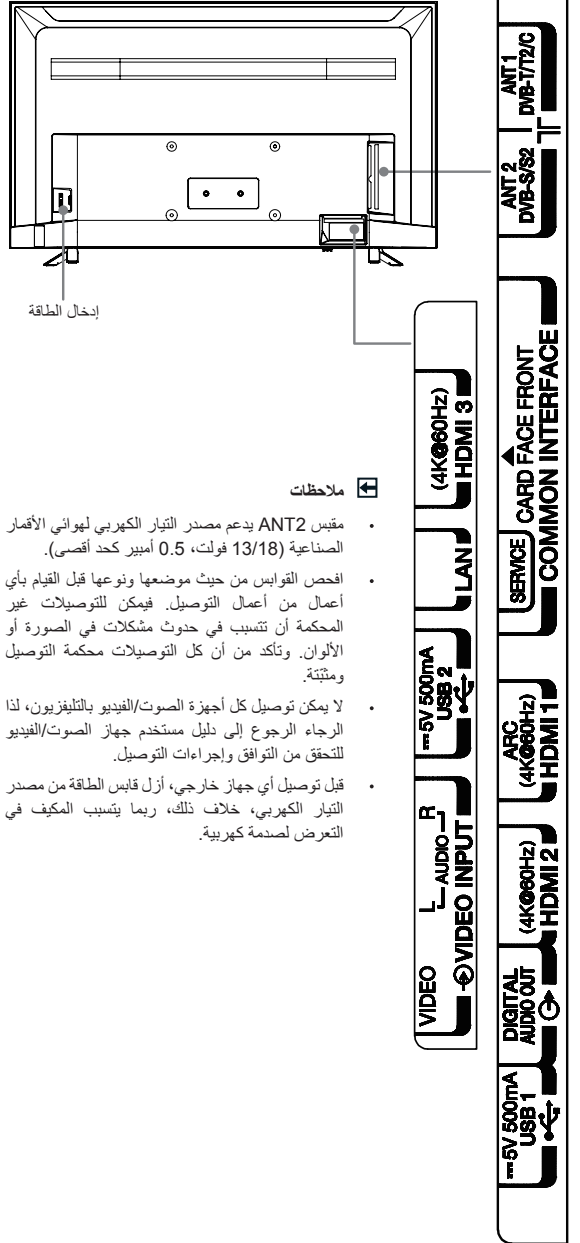 إدخال الطاقة
ملاحظات
• مقبس ANT2 يدعم مصدر التيار الكهربي لهوائي الأقمار
الصناعية (13/18 فولت، 0.5 أمبير كحد أقصى).
• افحص القوابس من حيث موضعها ونوعها قبل القيام بأي
أعمال من أعمال التوصيل. فيمكن للتوصيلات غير
المحكمة أن تتسبب في حدوث مشكلات في الصورة أو
الألوان. وتأكد من أن كل التوصيلات محكمة التوصيل
ومثبّتة.
• لا يمكن توصيل كل أجهزة الصوت/الفيديو بالتليفزيون، لذا
الرجاء الرجوع إلى دليل مستخدم جهاز الصوت/الفيديو
للتحقق من التوافق وإجراءات التوصيل.
• قبل توصيل أي جهاز خارجي، أزل قابس الطاقة من مصدر
التيار الكهربي، خلاف ذلك، ربما يتسبب المكيف في
التعرض لصدمة كهربية.
VIDEO
L AUDIO R
VIDEO INPUT
5V 500mA
USB 2
LAN
(4K@60Hz)
HDMI 3
5V 500mA
USB 1
DIGITAL
AUDIO OUT
(4K@60Hz)
HDMI 2
ARC
(4K@60Hz)
HDMI 1
SERVICE
CARD FACE FRONT
COMMON INTERFACE
ANT 2
DVB-S/S2
ANT 1
DVB-T/T2/C